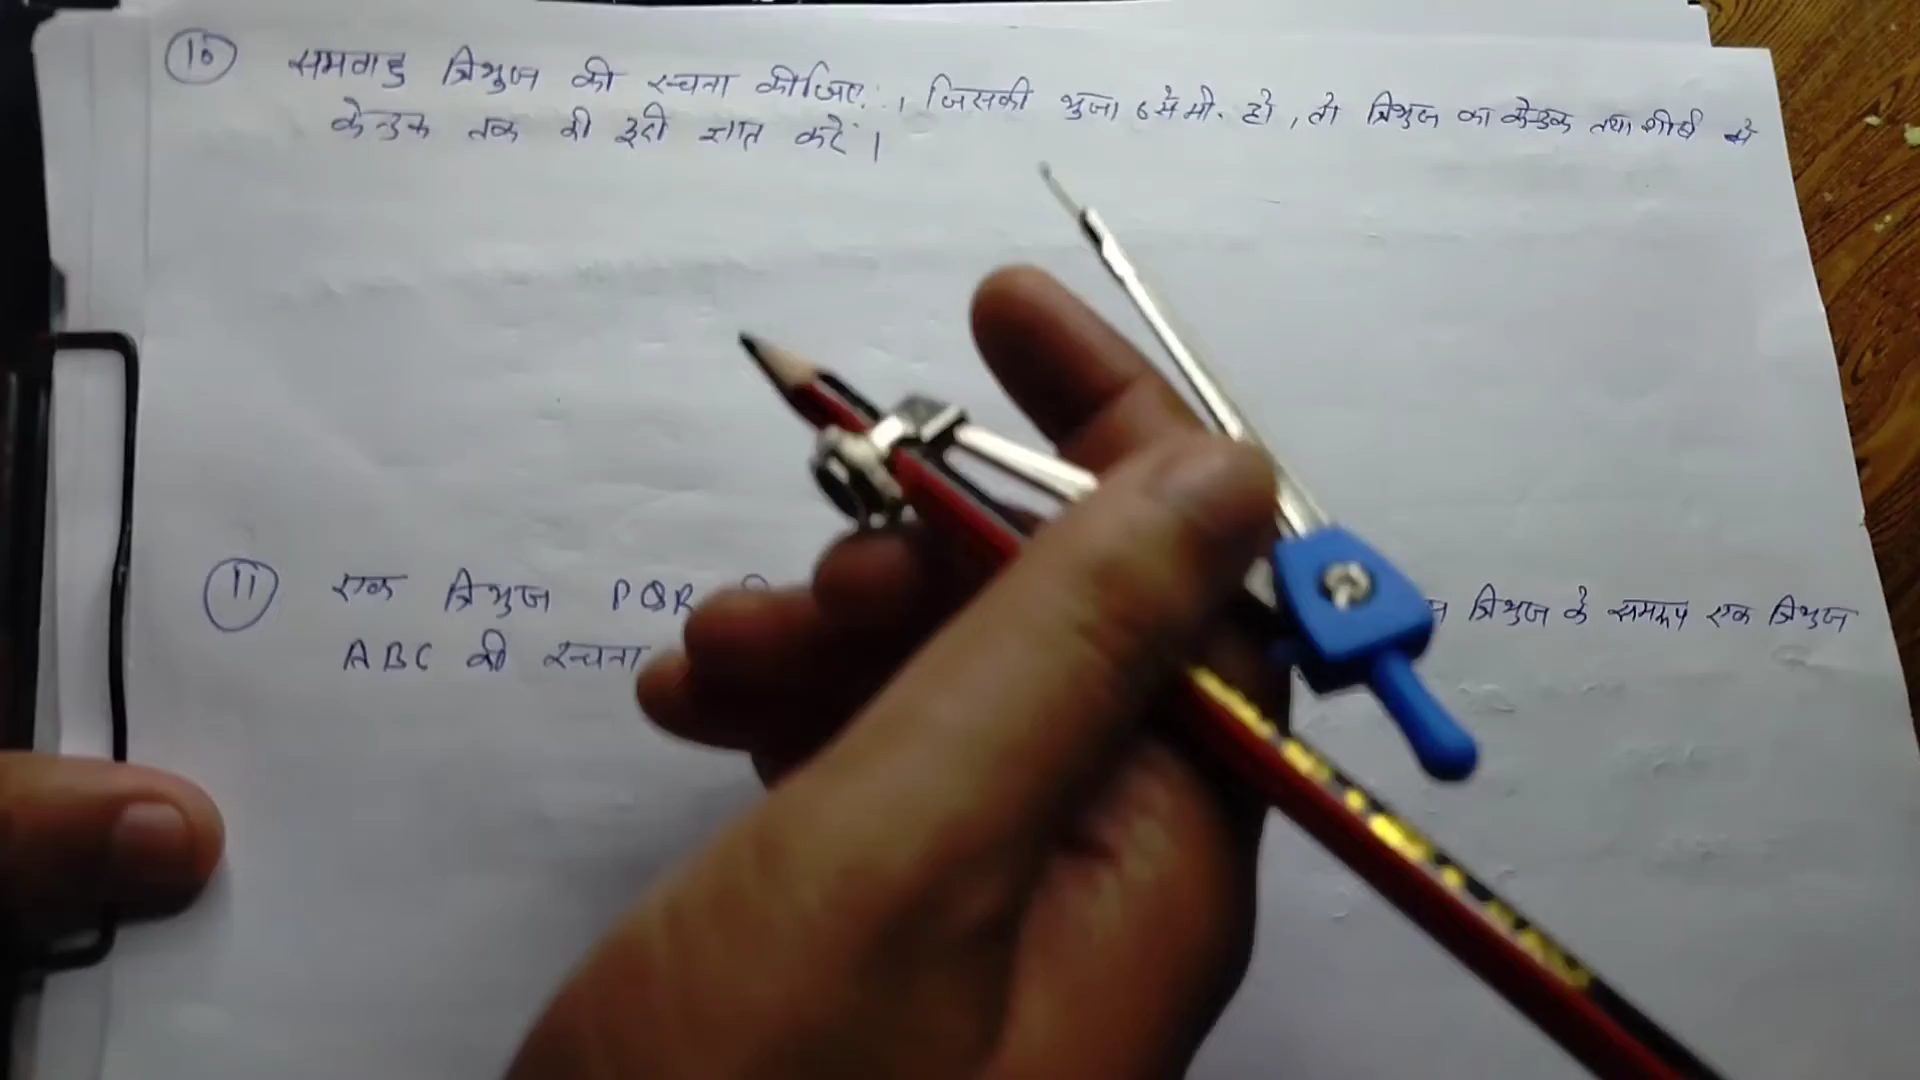 10 समबाहु त्रिभुज की रचना कीजिए, जिसकी भुजा 6 से मी. हो, तो त्रिभुज का केन्द्रक तथा शीर्ष से
केन्द्रक तक की दूरी ज्ञात करें।
11 एक त्रिभुज PQR त्रिभुज के समरूप एक त्रिभुज
ABC की रचना